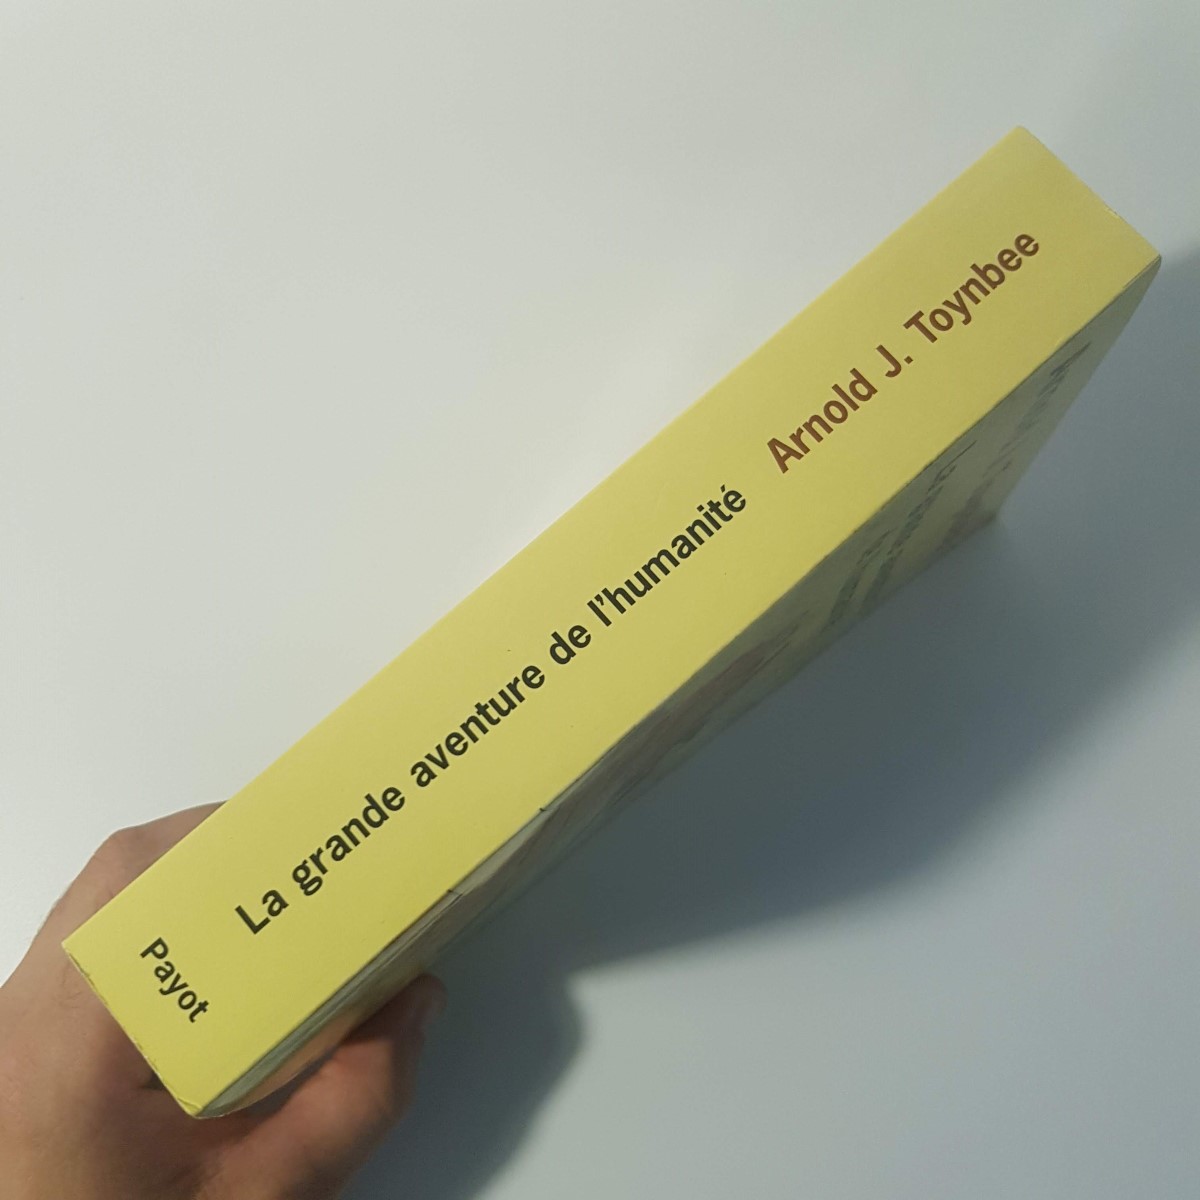 La grande aventure de l'humanité Arnold J. Toynbee
Payot